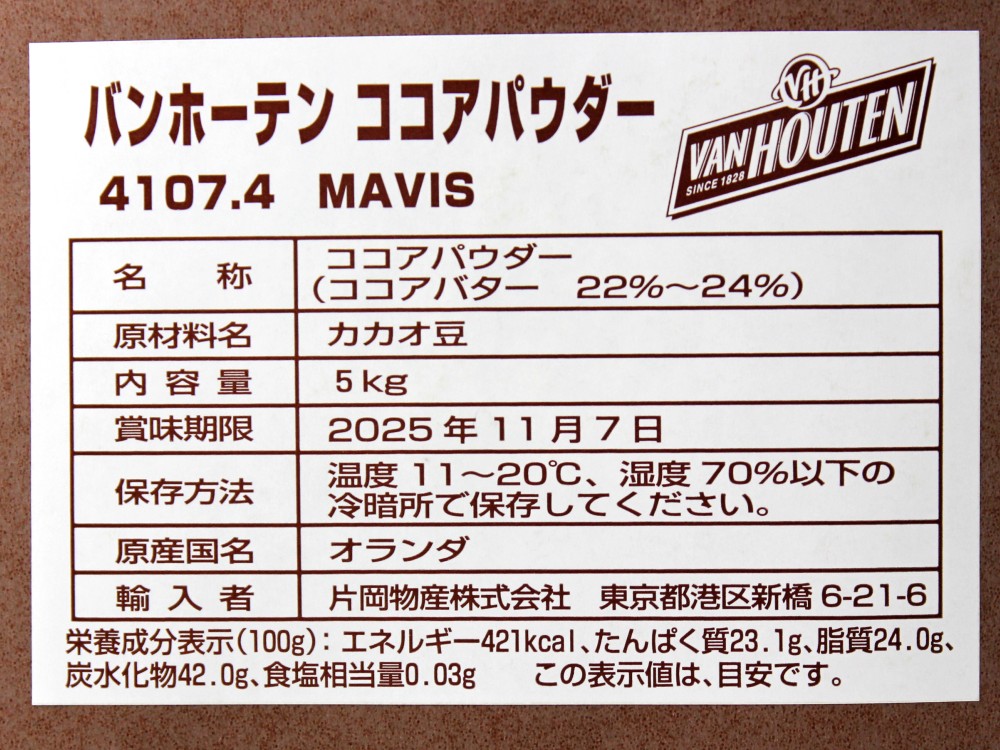 バンホーテン ココアパウダー
4107.4 MAVIS
VH
VAN HOUTEN
SINCE 1828
名 称 ココアパウダー
(ココアバター 22%～24%)
原材料名 カカオ豆
内容量 5kg
賞味期限 2025年11月7日
保存方法 温度 11～20℃、湿度 70%以下の
冷暗所で保存してください。
原産国名 オランダ
輸入者 片岡物産株式会社 東京都港区新橋 6-21-6
栄養成分表示(100g): エネルギー421kcal、たんぱく質23.1g、脂質24.0g、
炭水化物42.0g、食塩相当量0.03g この表示値は、目安です。